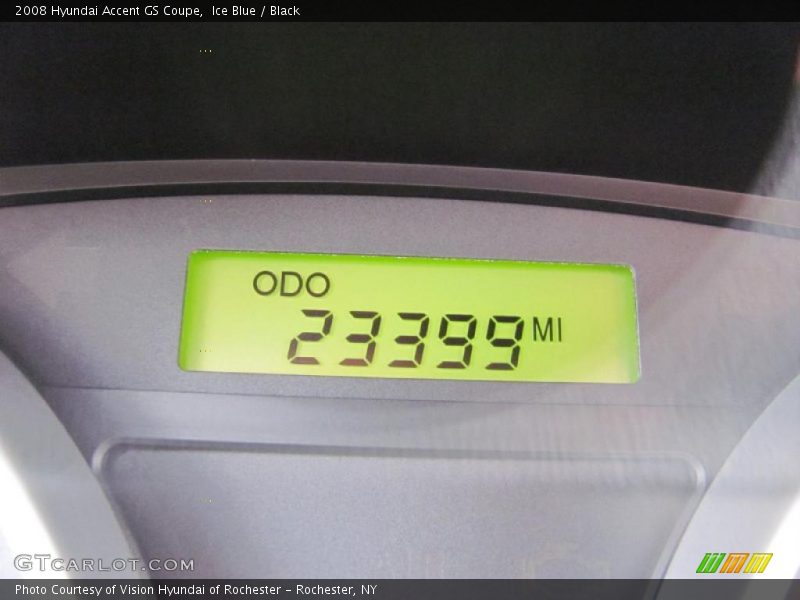 2008 Hyundai Accent GS Coupe,  Ice Blue / Black
ODO
23399 MI
GTCARLOT.COM
Photo Courtesy of Vision Hyundai of Rochester - Rochester, NY